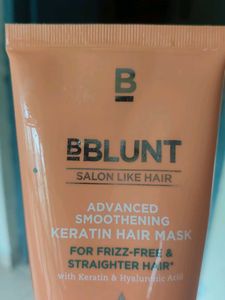 B
BBLUNT
SALON LIKE HAIR
ADVANCED
SMOOTHENING
KERATIN HAIR MASK
FOR FRIZZ-FREE &
STRAIGHTER HAIR*
with Keratin & Hyaluronic Acid